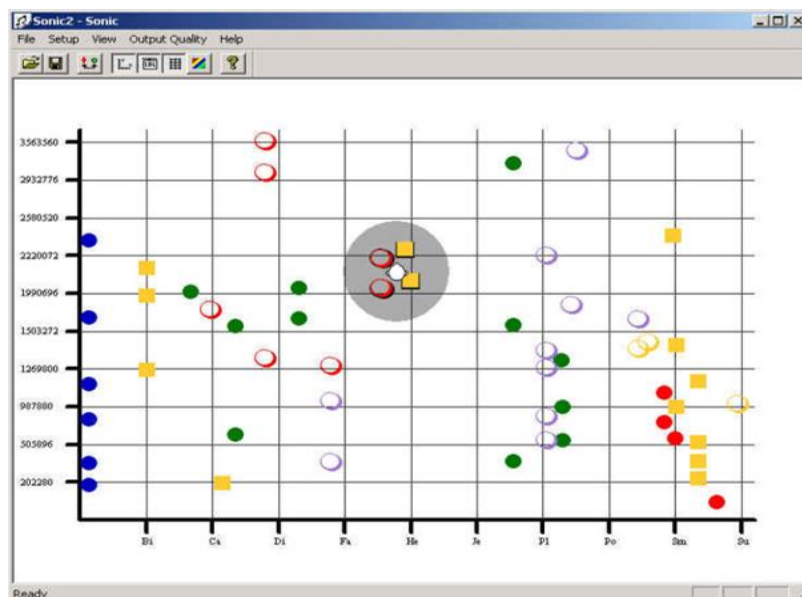 Sonic2 - Sonic
File Setup View Output Quality Help
3563560
2932776
2580520
2220072
1990696
1503272
1269800
987880
505896
202280
Bi Ca Di Fa He Je Pl Po Sm Su
Ready